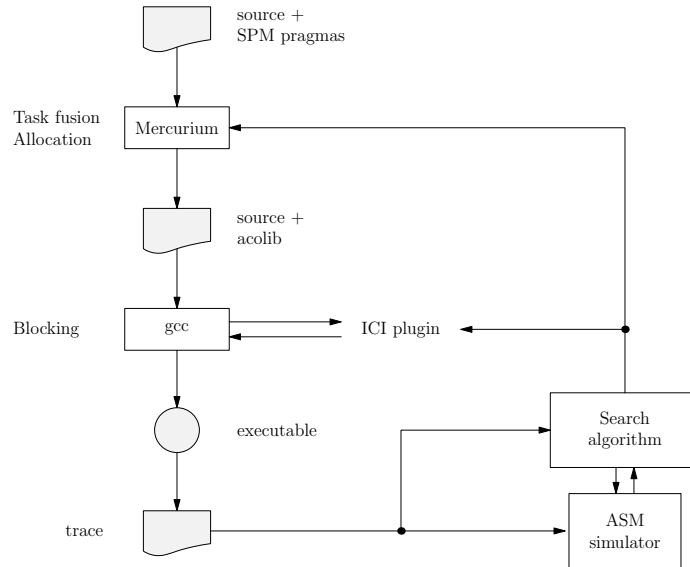 source +
SPM pragmas
Task fusion
Allocation
Mercurium
source +
acolib
Blocking
gcc
ICI plugin
Search
algorithm
executable
trace
ASM
simulator